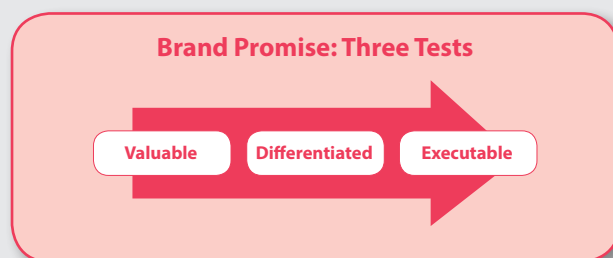 Brand Promise: Three Tests
Valuable
Differentiated
Executable